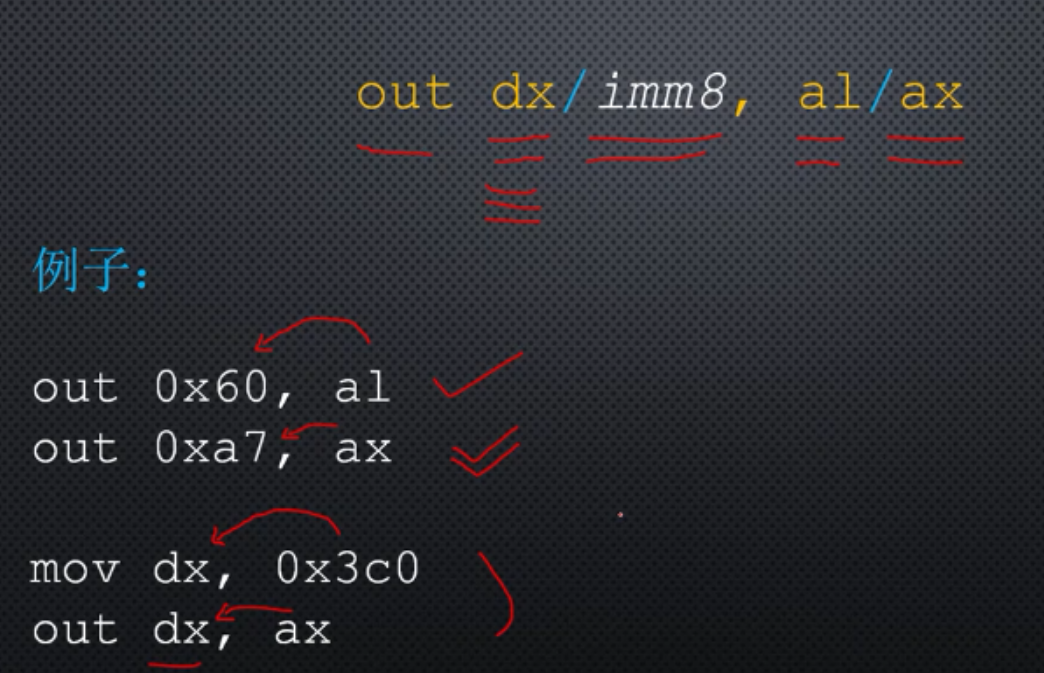 out dx/imm8, al/ax
例子：
out 0x60, al
out 0xa7, ax
mov dx, 0x3c0
out dx, ax